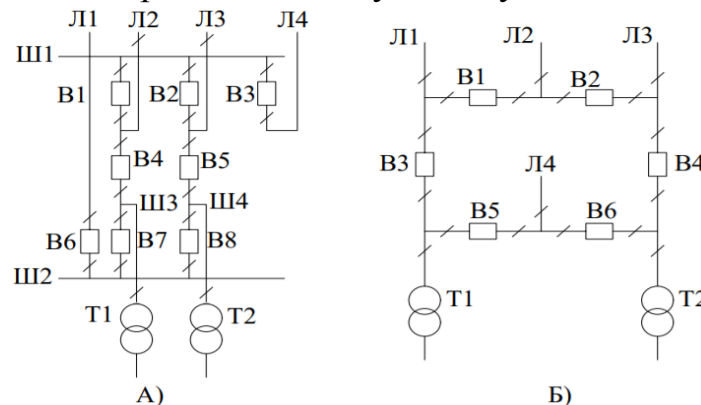 Л1 Л2 Л3 Л4
Ш1
В1 В2 В3
В4 В5
Ш3 Ш4
В6 В7 В8
Ш2
Т1 Т2
А)
Л1 Л2 Л3
В1 В2
В3 Л4 В4
В5 В6
Т1 Т2
Б)